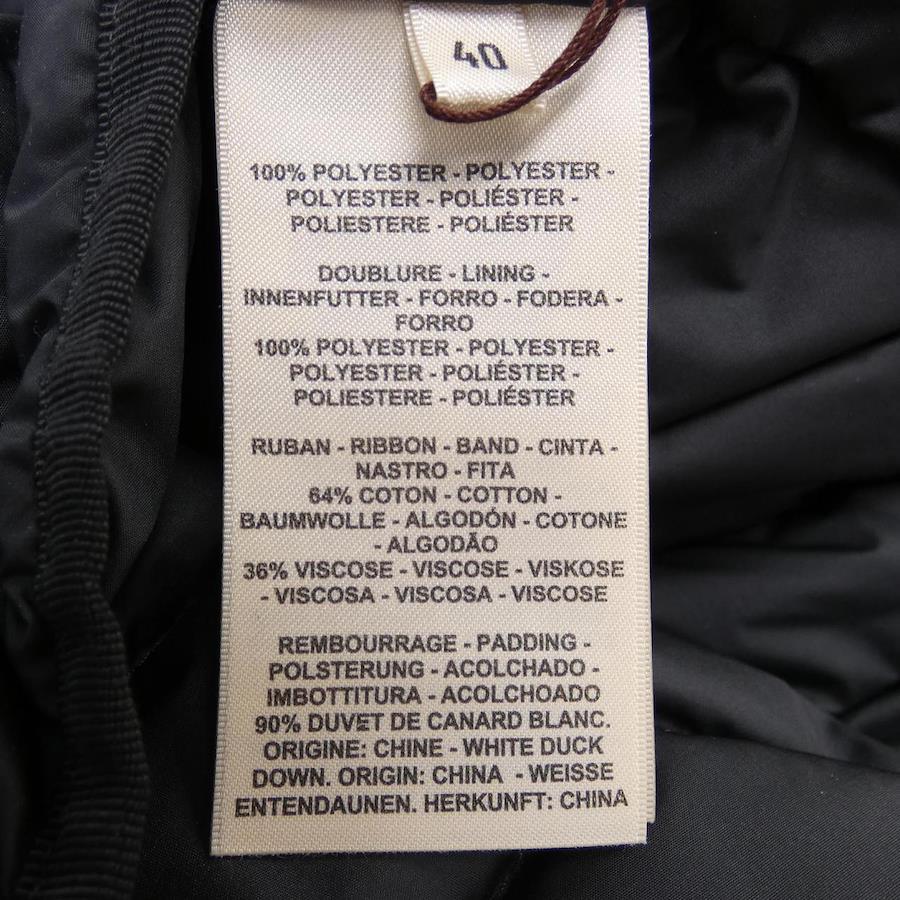 40
100% POLYESTER - POLYESTER -
POLYESTER - POLIÉSTER -
POLIESTERE - POLIÉSTER
DOUBLURE - LINING -
INNENFUTTER - FORRO - FODERA -
FORRO
100% POLYESTER - POLYESTER -
POLYESTER - POLIÉSTER -
POLIESTERE - POLIÉSTER
RUBAN - RIBBON - BAND - CINTA -
NASTRO - FITA
64% COTON - COTTON -
BAUMWOLLE - ALGODÓN - COTONE
- ALGODÃO
36% VISCOSE - VISCOSE - VISKOSE
- VISCOSA - VISCOSA - VISCOSE
REMBOURRAGE - PADDING -
POLSTERUNG - ACOLCHADO -
IMBOTTITURA - ACOLCHOADO
90% DUVET DE CANARD BLANC.
ORIGINE: CHINE - WHITE DUCK
DOWN. ORIGIN: CHINA - WEISSE
ENTENDAUNEN. HERKUNFT: CHINA